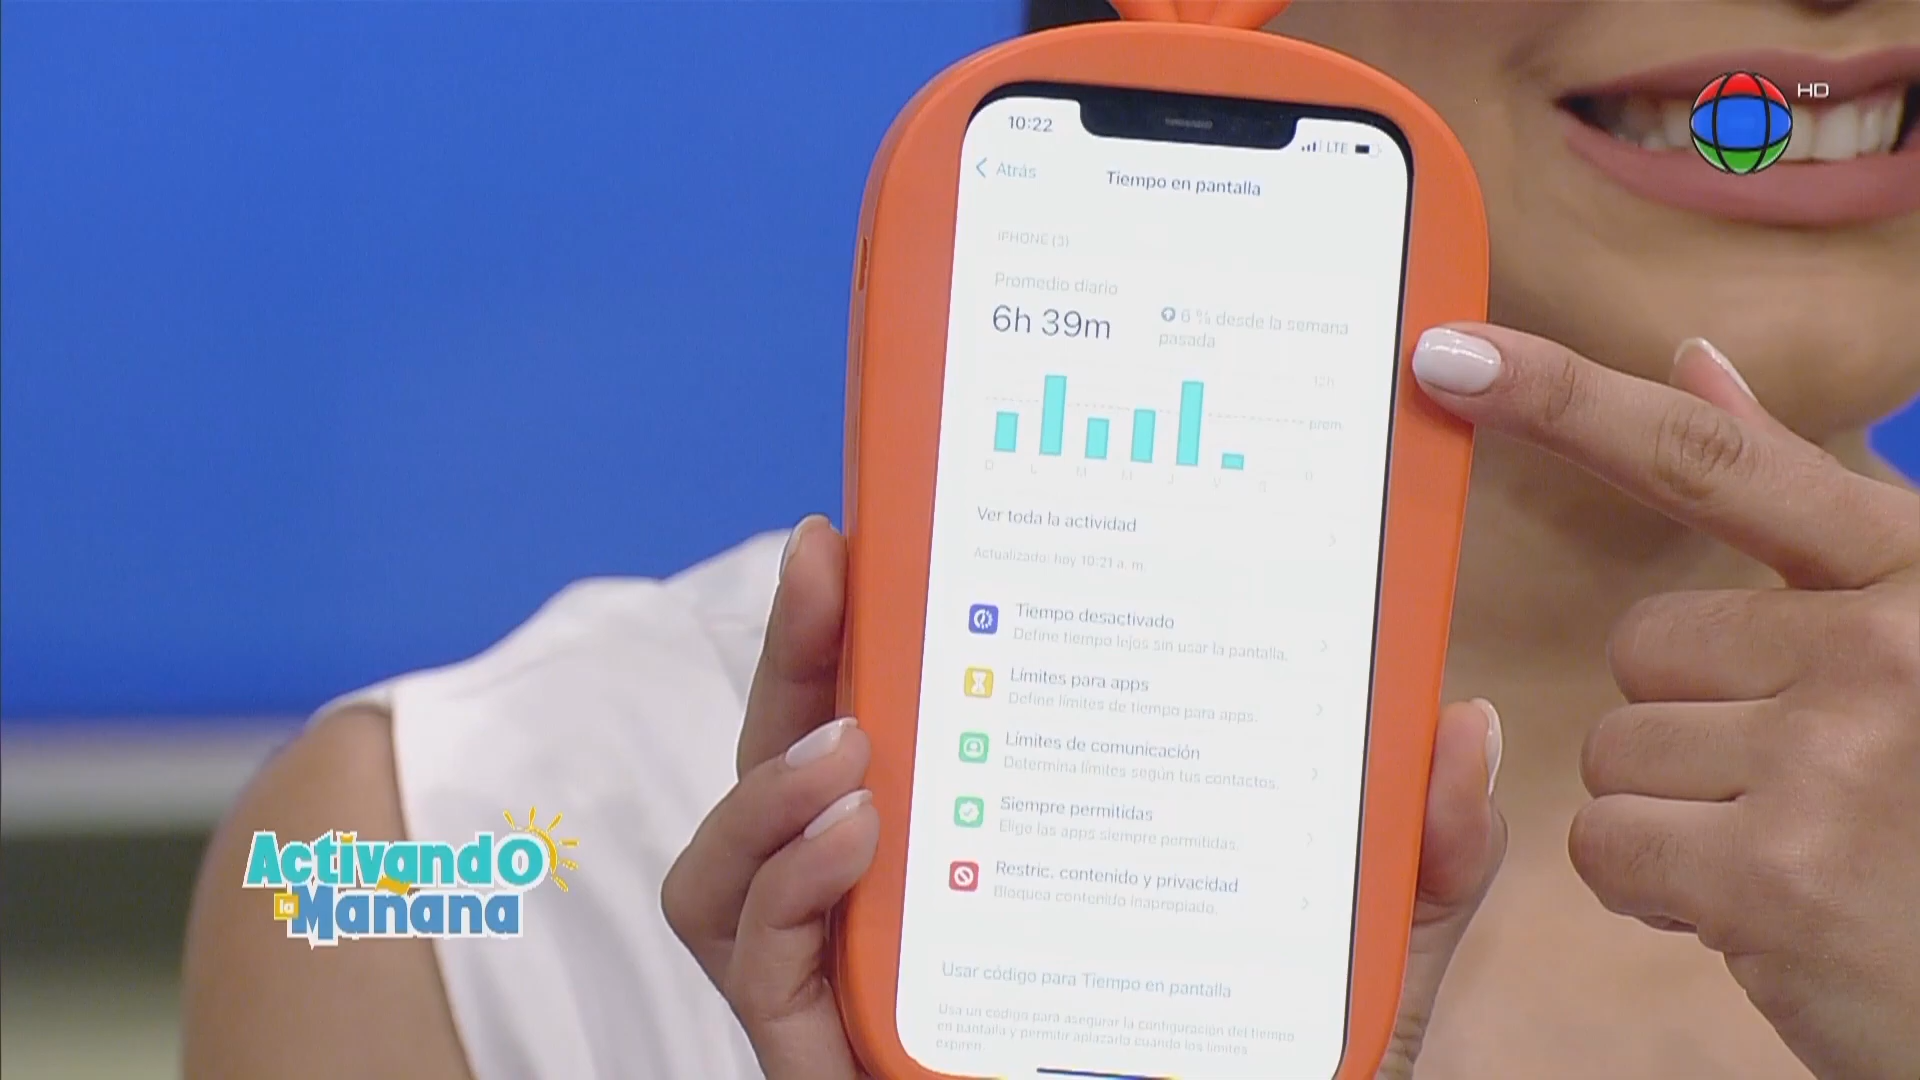 HD
10:22
LTE
Atrás
Tiempo en pantalla
IPHONE (3)
Promedio diario
6h 39m
6 % desde la semana
pasada
12h
prom.
0
D L M M J V S
Ver toda la actividad
Actualizado: hoy 10:21 a. m.
Tiempo desactivado
Define tiempo lejos sin usar la pantalla.
Límites para apps
Define límites de tiempo para apps.
Límites de comunicación
Determina límites según tus contactos.
Siempre permitidas
Elige las apps siempre permitidas.
Restric. contenido y privacidad
Bloquea contenido inapropiado.
Usar código para Tiempo en pantalla
Usa un código para asegurar la configuración del tiempo
en pantalla y permitir aplazarlo cuando los límites
expiren.
Activando
la Mañana